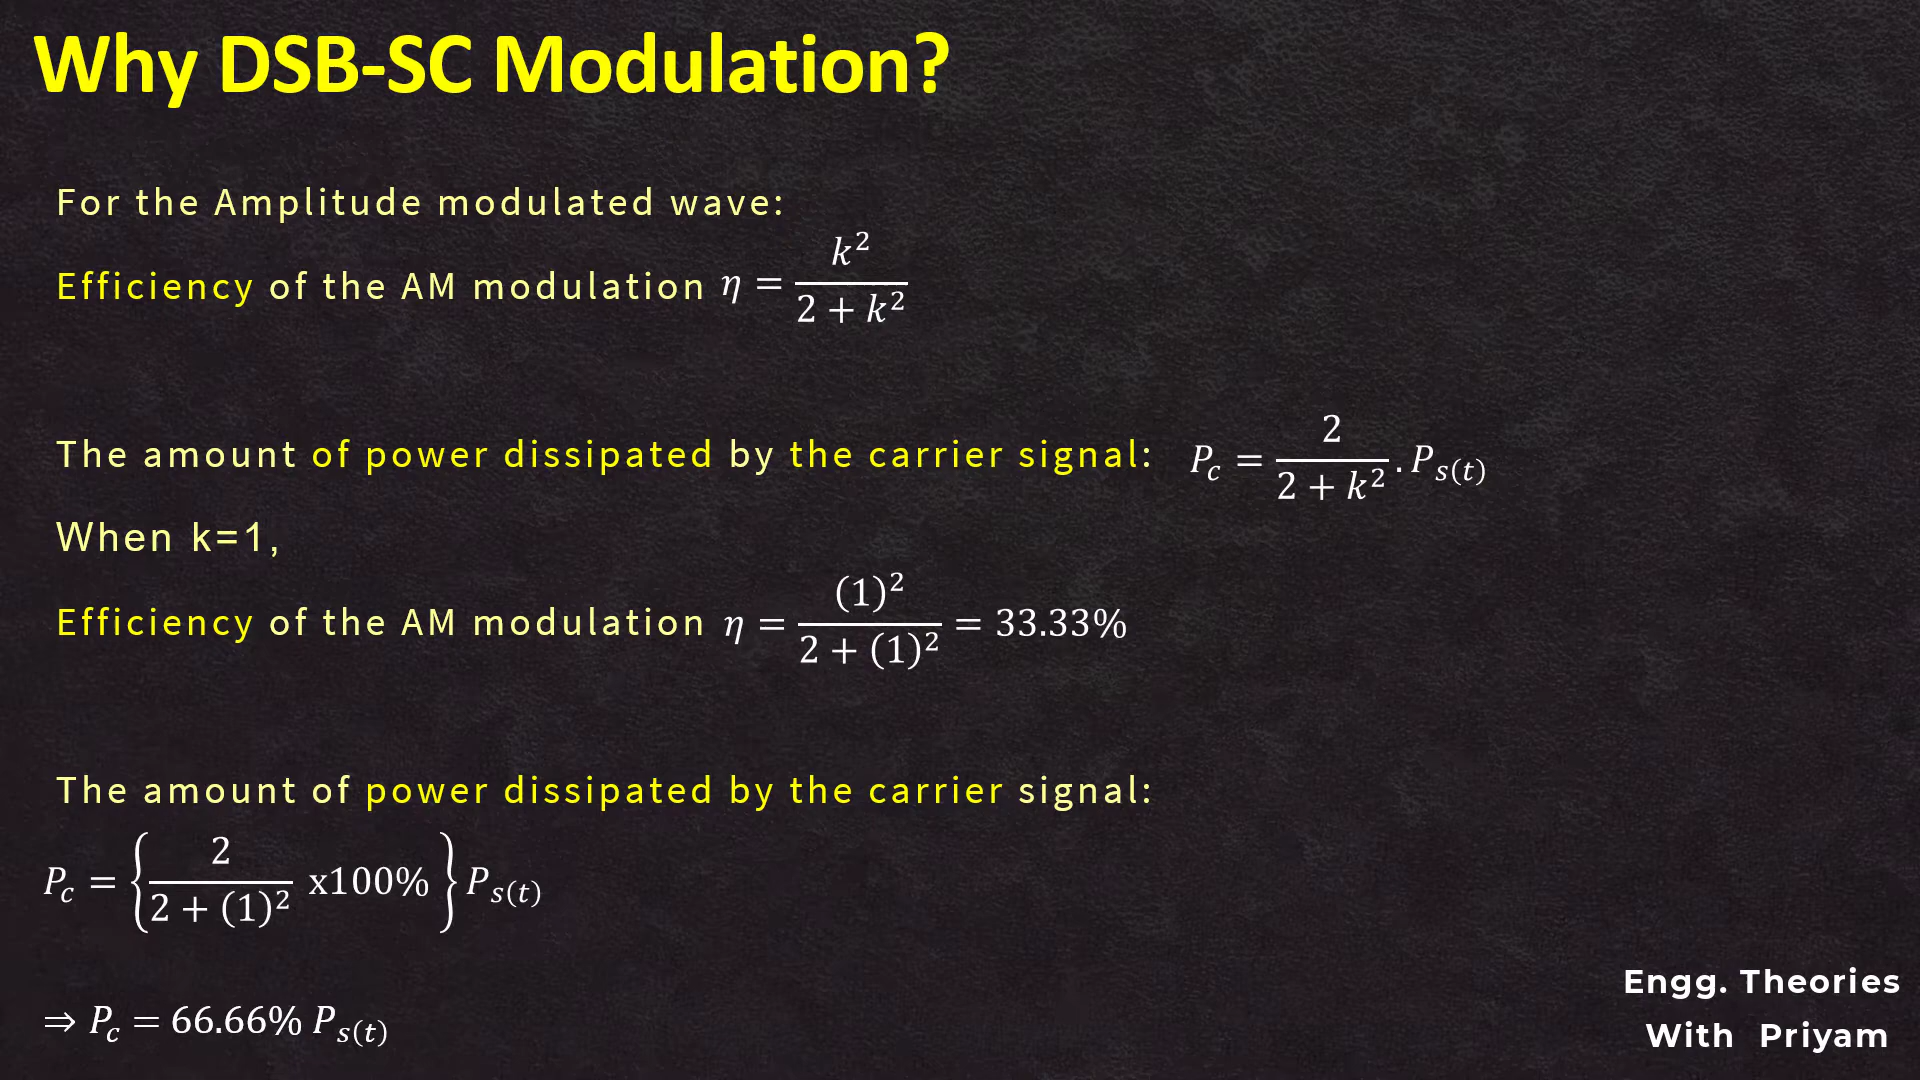 Why DSB-SC Modulation?
For the Amplitude modulated wave:
Efficiency of the AM modulation η = k²/(2 + k²)
The amount of power dissipated by the carrier signal: P_c = 2/(2 + k²) . P_s(t)
When k=1,
Efficiency of the AM modulation η = (1)²/(2 + (1)²) = 33.33%
The amount of power dissipated by the carrier signal:
P_c = {2/(2 + (1)²) x100%} P_s(t)
⇒ P_c = 66.66% P_s(t)
Engg. Theories
With Priyam